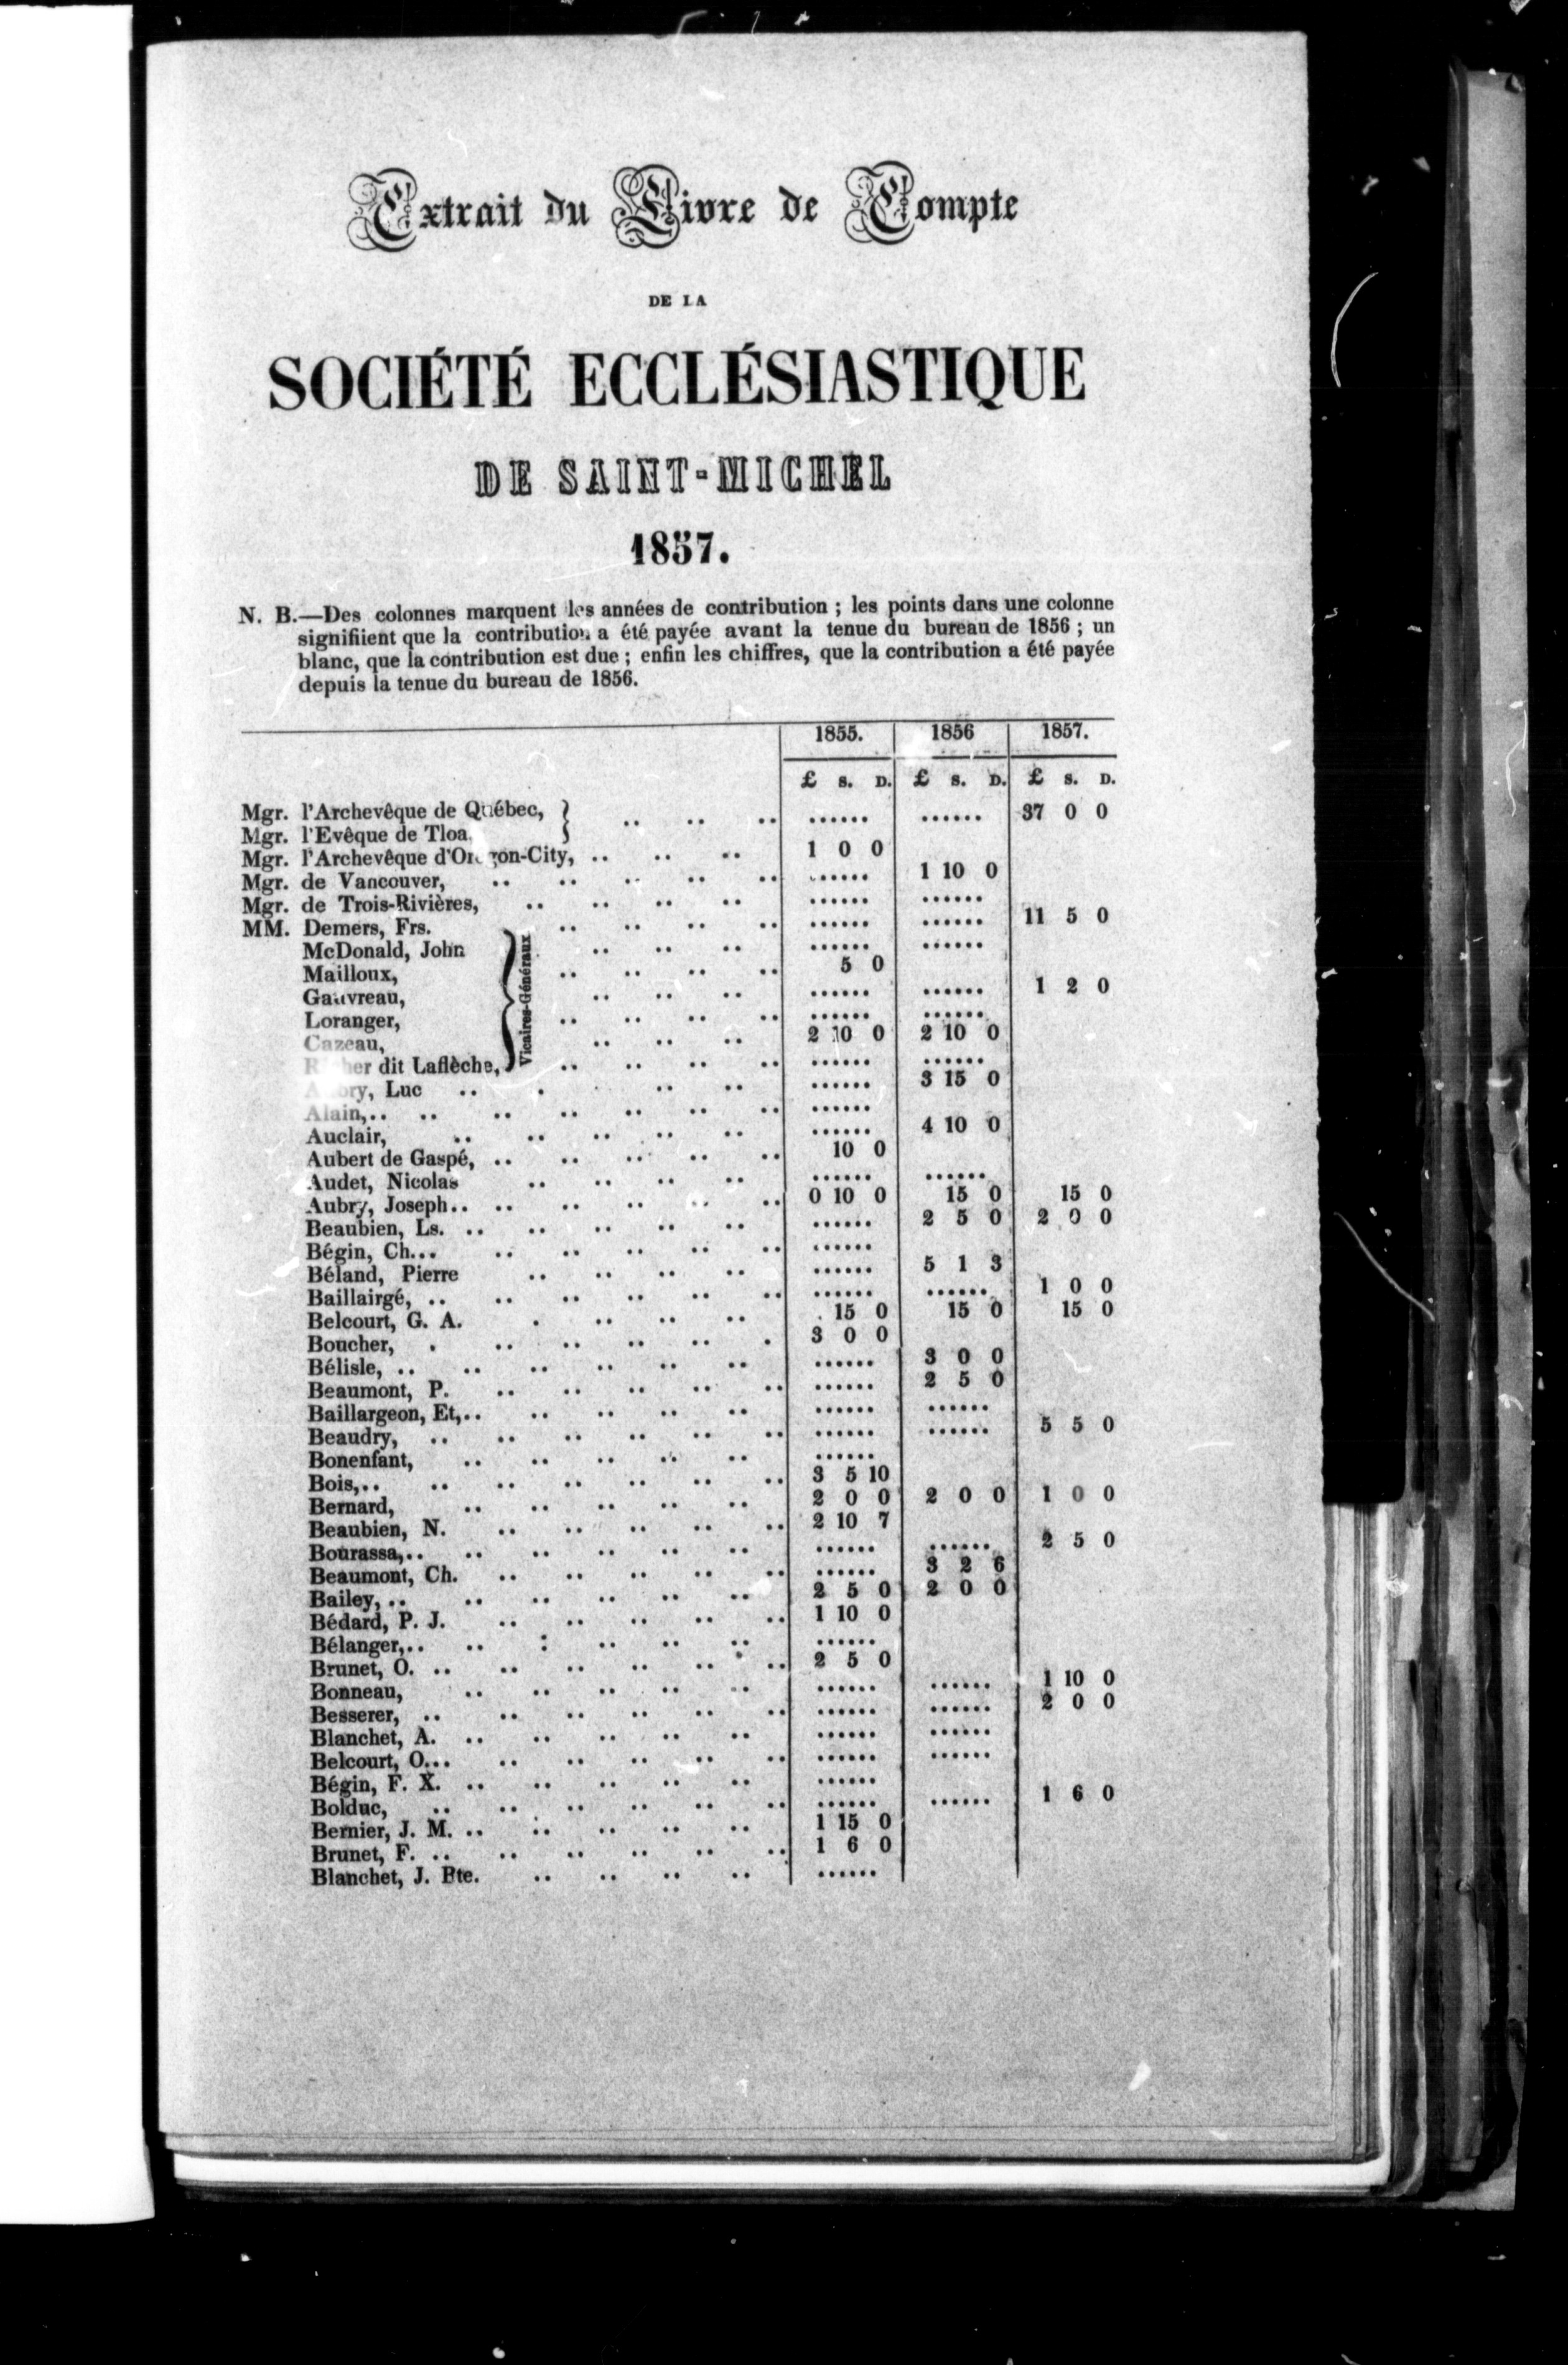 Extrait du Livre de Compte
DE LA
SOCIÉTÉ ECCLÉSIASTIQUE
DE SAINT-MICHEL
1857.
N. B.—Des colonnes marquent les années de contribution ; les points dans une colonne
signifiient que la contribution a été payée avant la tenue du bureau de 1856 ; un
blanc, que la contribution est due ; enfin les chiffres, que la contribution a été payée
depuis la tenue du bureau de 1856.
1855. 1856 1857.
£ S. D. £ S. D. £ S. D.
Mgr. l'Archevêque de Québec, } .. .. .. ...... ...... 37 0 0
Mgr. l'Evêque de Tloa
Mgr. l'Archevêque d'Oregon-City, .. .. .. 1 0 0
Mgr. de Vancouver, .. .. .. .. .. ...... 1 10 0
Mgr. de Trois-Rivières, .. .. .. .. ...... ......
MM. Demers, Frs. .. .. .. .. ...... ...... 11 5 0
McDonald, John .. .. .. ...... ......
Mailloux, .. .. .. .. 5 0
Gauvreau, .. .. .. ...... ...... 1 2 0
Vicaires-Généraux
Loranger, .. .. .. .. ...... ......
Cazeau, .. .. .. 2 10 0 2 10 0
dit Laflèche, .. .. .. .. ...... ......
Luc .. . .. .. ...... 3 15 0
Alain,.. .. .. .. .. .. .. ......
Auclair, .. .. .. .. .. ...... 4 10 0
Aubert de Gaspé, .. .. .. .. .. 10 0
Audet, Nicolas .. .. .. .. ...... ......
Aubry, Joseph.. .. .. .. .. .. 0 10 0 15 0 15 0
Beaubien, Ls. .. .. .. .. .. ...... 2 5 0 2 0 0
Bégin, Ch... .. .. .. .. .. ......
Béland, Pierre .. .. .. .. ...... 5 1 3
Baillairgé, .. .. .. .. .. .. ...... ...... 1 0 0
Belcourt, G. A. . .. .. .. 15 0 15 0 15 0
Boucher, . .. .. .. .. . 3 0 0
Bélisle, .. .. .. .. .. .. ...... 3 0 0
Beaumont, P. .. .. .. .. .. ...... 2 5 0
Baillargeon, Et,.. .. .. .. .. ...... ......
Beaudry, .. .. .. .. .. .. ...... ...... 5 5 0
Bonenfant, .. .. .. .. .. ......
Bois,.. .. .. .. .. .. .. 3 5 10
Bernard, .. .. .. .. .. 2 0 0 2 0 0 1 0 0
Beaubien, N. .. .. .. .. .. 2 10 7
Bourassa,.. .. .. .. .. .. ...... ...... 2 5 0
Beaumont, Ch. .. .. .. .. .. ...... 3 2 6
Bailey, .. .. .. .. .. .. 2 5 0 2 0 0
Bédard, P. J. .. .. .. .. .. 1 10 0
Bélanger,.. .. : .. .. .. ......
Brunet, O. .. .. .. .. .. .. 2 5 0
Bonneau, .. .. .. .. .. ...... ...... 1 10 0
Besserer, .. .. .. .. .. .. ...... ...... 2 0 0
Blanchet, A. .. .. .. .. .. ...... ......
Belcourt, O... .. .. .. .. .. ...... ......
Bégin, F. X. .. .. .. .. .. ......
Bolduc, .. .. .. .. .. .. ...... ...... 1 6 0
Bernier, J. M. .. .. .. .. .. 1 15 0
Brunet, F. .. .. .. .. .. .. 1 6 0
Blanchet, J. Bte. .. .. .. .. ......